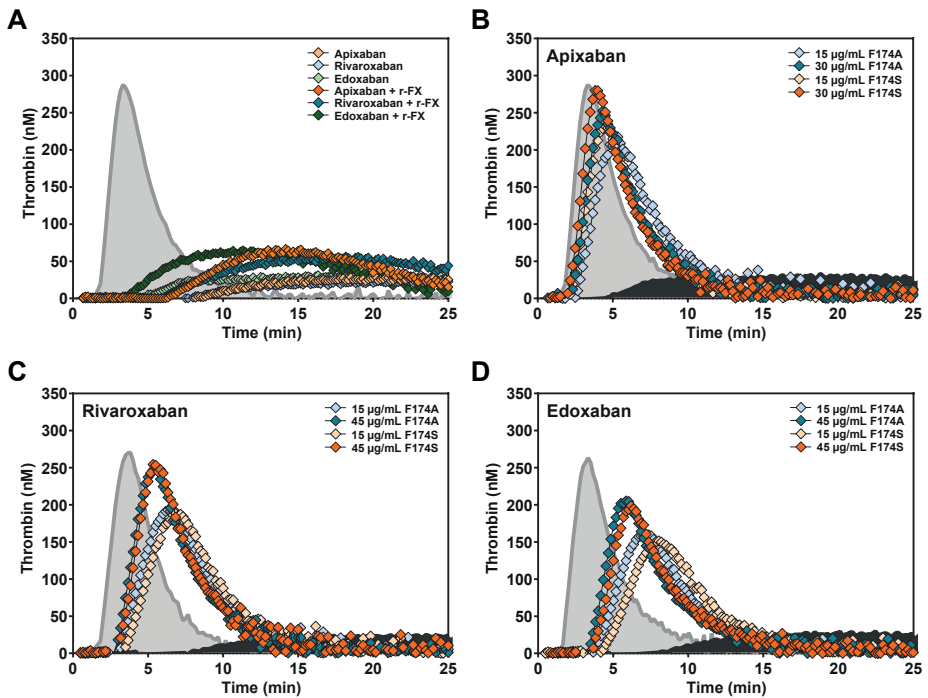 A
350
300
250
200
150
100
50
0
Thrombin (nM)
0
5
10
15
20
25
Time (min)
Apixaban
Rivaroxaban
Edoxaban
Apixaban + r-FX
Rivaroxaban + r-FX
Edoxaban + r-FX
B
Apixaban
350
300
250
200
150
100
50
0
Thrombin (nM)
0
5
10
15
20
25
Time (min)
15 µg/mL F174A
30 µg/mL F174A
15 µg/mL F174S
30 µg/mL F174S
C
Rivaroxaban
350
300
250
200
150
100
50
0
Thrombin (nM)
0
5
10
15
20
25
Time (min)
15 µg/mL F174A
45 µg/mL F174A
15 µg/mL F174S
45 µg/mL F174S
D
Edoxaban
350
300
250
200
150
100
50
0
Thrombin (nM)
0
5
10
15
20
25
Time (min)
15 µg/mL F174A
45 µg/mL F174A
15 µg/mL F174S
45 µg/mL F174S